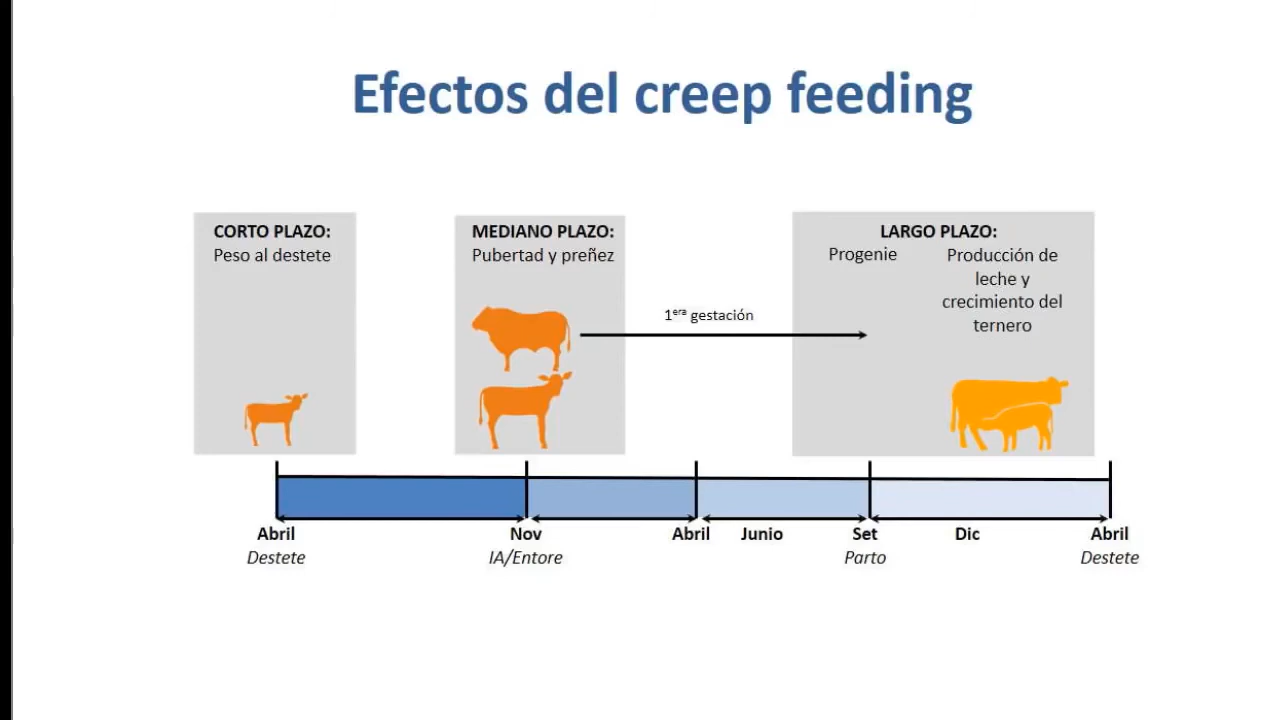 Efectos del creep feeding
CORTO PLAZO:
Peso al destete
MEDIANO PLAZO:
Pubertad y preñez
1era gestación
LARGO PLAZO:
Progenie
Producción de
leche y
crecimiento del
ternero
Abril
Destete
Nov
IA/Entore
Abril
Junio
Set
Parto
Dic
Abril
Destete